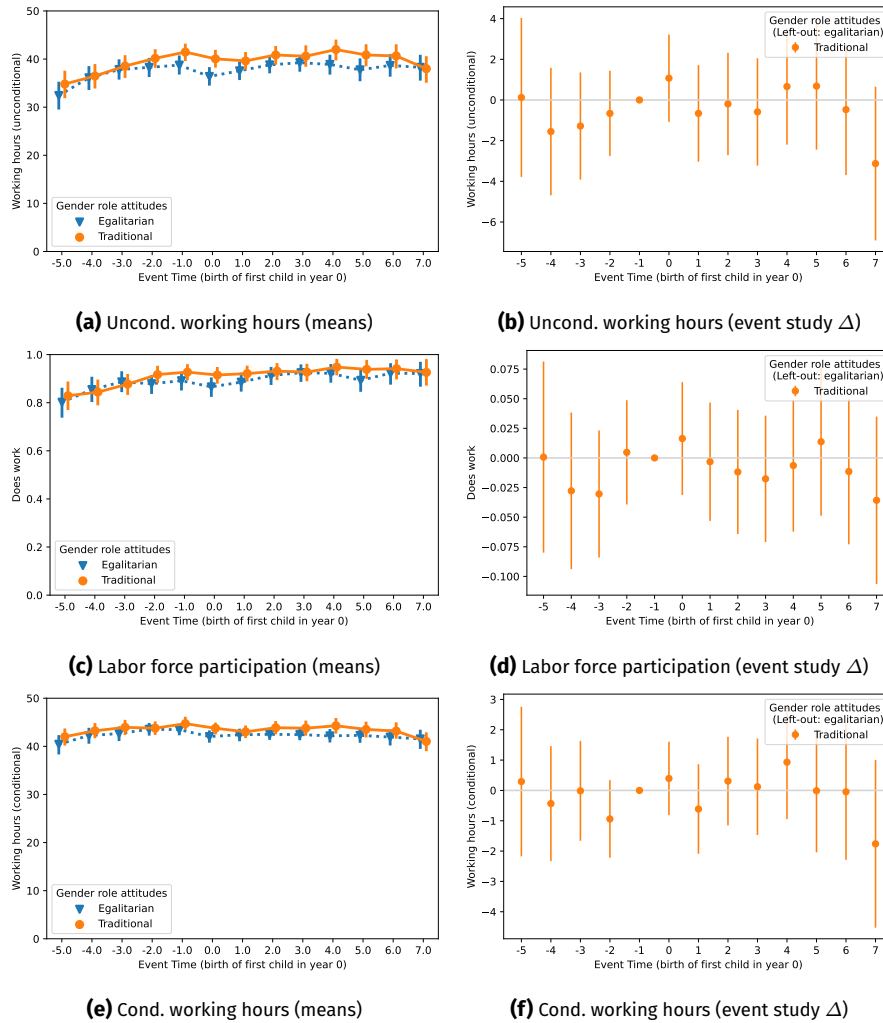 50
40
30
20
10
0
Working hours (unconditional)
Gender role attitudes
Egalitarian
Traditional
-5.0 -4.0 -3.0 -2.0 -1.0 0.0 1.0 2.0 3.0 4.0 5.0 6.0 7.0
Event Time (birth of first child in year 0)
(a) Uncond. working hours (means)
4
2
0
−2
−4
−6
Working hours (unconditional)
Gender role attitudes
(Left-out: egalitarian)
Traditional
-5 -4 -3 -2 -1 0 1 2 3 4 5 6 7
Event Time (birth of first child in year 0)
(b) Uncond. working hours (event study Δ)
1.0
0.8
0.6
0.4
0.2
0.0
Does work
Gender role attitudes
Egalitarian
Traditional
-5.0 -4.0 -3.0 -2.0 -1.0 0.0 1.0 2.0 3.0 4.0 5.0 6.0 7.0
Event Time (birth of first child in year 0)
(c) Labor force participation (means)
0.075
0.050
0.025
0.000
−0.025
−0.050
−0.075
−0.100
Does work
Gender role attitudes
(Left-out: egalitarian)
Traditional
-5 -4 -3 -2 -1 0 1 2 3 4 5 6 7
Event Time (birth of first child in year 0)
(d) Labor force participation (event study Δ)
50
40
30
20
10
0
Working hours (conditional)
Gender role attitudes
Egalitarian
Traditional
-5.0 -4.0 -3.0 -2.0 -1.0 0.0 1.0 2.0 3.0 4.0 5.0 6.0 7.0
Event Time (birth of first child in year 0)
(e) Cond. working hours (means)
3
2
1
0
−1
−2
−3
−4
Working hours (conditional)
Gender role attitudes
(Left-out: egalitarian)
Traditional
-5 -4 -3 -2 -1 0 1 2 3 4 5 6 7
Event Time (birth of first child in year 0)
(f) Cond. working hours (event study Δ)